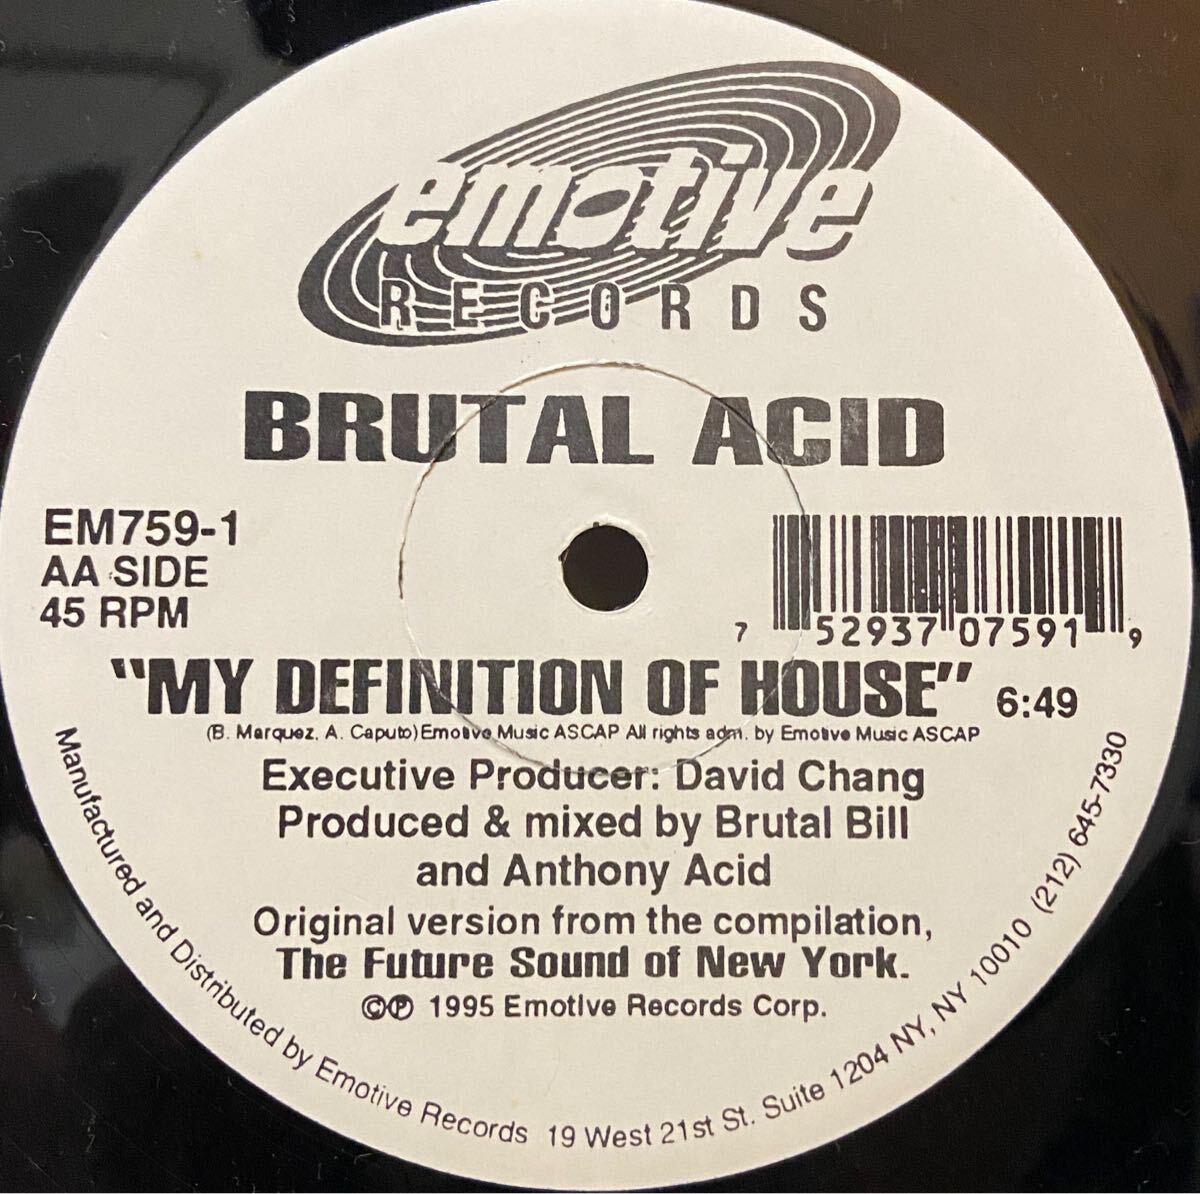 emotive
RECORDS
BRUTAL ACID
EM759-1
AA SIDE
45 RPM
7 52937 07591 9
"MY DEFINITION OF HOUSE" 6:49
(B. Marquez, A. Caputo) Emotive Music ASCAP All rights adm. by Emotive Music ASCAP
Executive Producer: David Chang
Produced & mixed by Brutal Bill
and Anthony Acid
Original version from the compilation,
The Future Sound of New York.
©℗ 1995 Emotive Records Corp.
Manufactured and Distributed by Emotive Records 19 West 21st St. Suite 1204 NY, NY 10010 (212) 645-7330